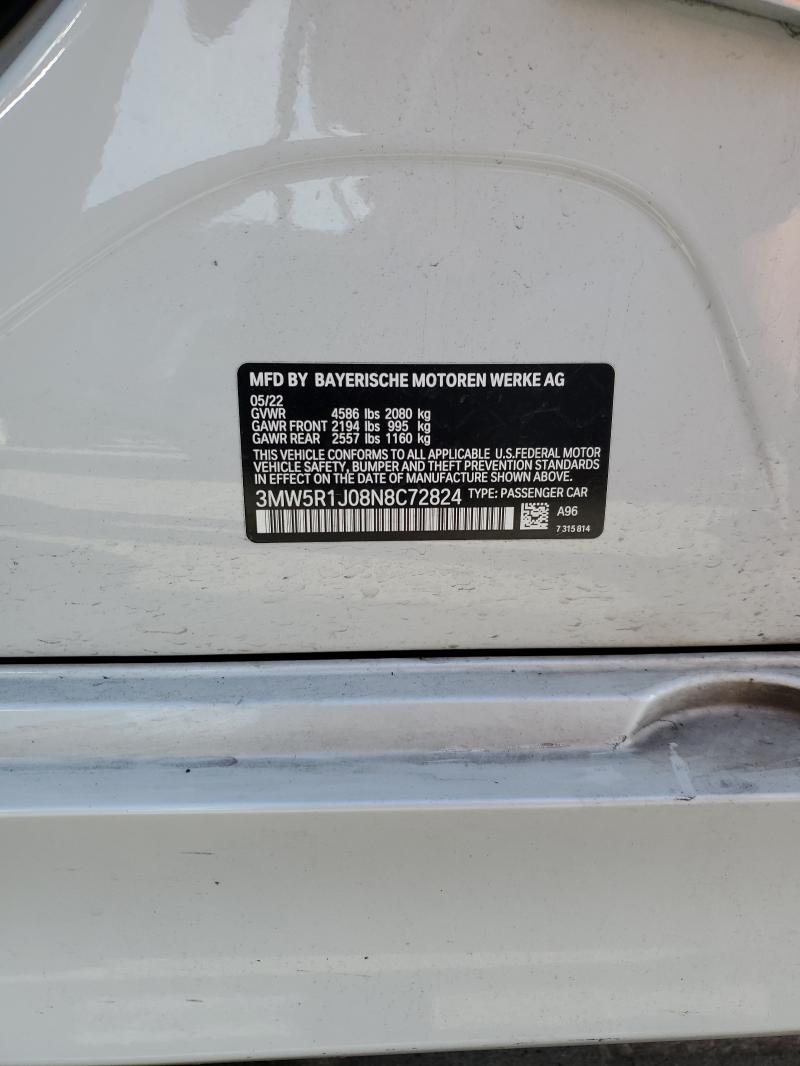 MFD BY BAYERISCHE MOTOREN WERKE AG
05/22
GVWR 4586 lbs 2080 kg
GAWR FRONT 2194 lbs 995 kg
GAWR REAR 2557 lbs 1160 kg
THIS VEHICLE CONFORMS TO ALL APPLICABLE U.S.FEDERAL MOTOR
VEHICLE SAFETY, BUMPER AND THEFT PREVENTION STANDARDS
IN EFFECT ON THE DATE OF MANUFACTURE SHOWN ABOVE.
3MW5R1J08N8C72824 TYPE: PASSENGER CAR
A96
7 315 814